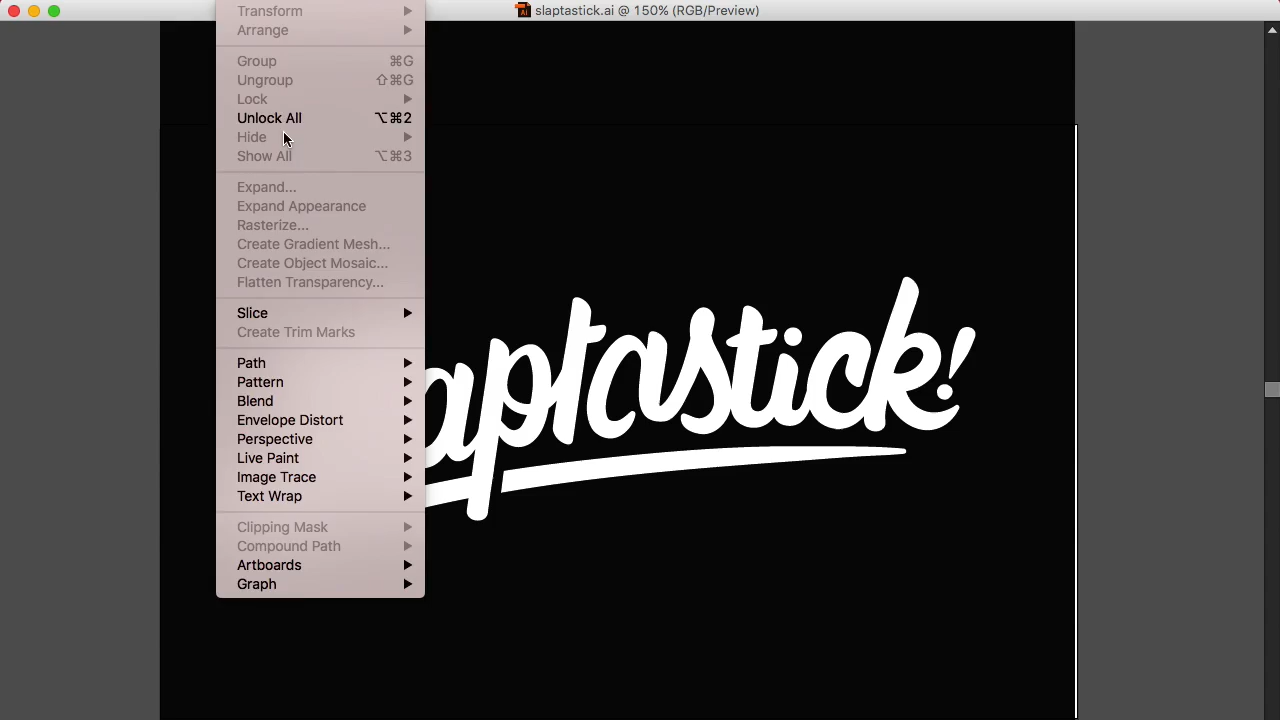 slaptastick.ai @ 150% (RGB/Preview)
Transform
Arrange
Group ⌘G
Ungroup ⇧⌘G
Lock
Unlock All ⌥⌘2
Hide
Show All ⌥⌘3
Expand...
Expand Appearance
Rasterize...
Create Gradient Mesh...
Create Object Mosaic...
Flatten Transparency...
Slice
Create Trim Marks
Path
Pattern
Blend
Envelope Distort
Perspective
Live Paint
Image Trace
Text Wrap
Clipping Mask
Compound Path
Artboards
Graph
aptastick!